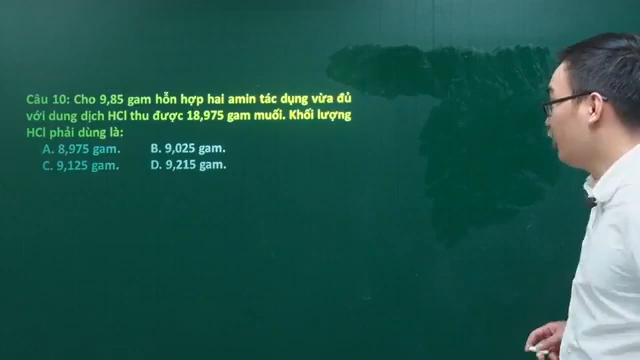 Câu 10: Cho 9,85 gam hỗn hợp hai amin tác dụng vừa đủ
với dung dịch HCl thu được 18,975 gam muối. Khối lượng
HCl phải dùng là:
A. 8,975 gam. B. 9,025 gam.
C. 9,125 gam. D. 9,215 gam.